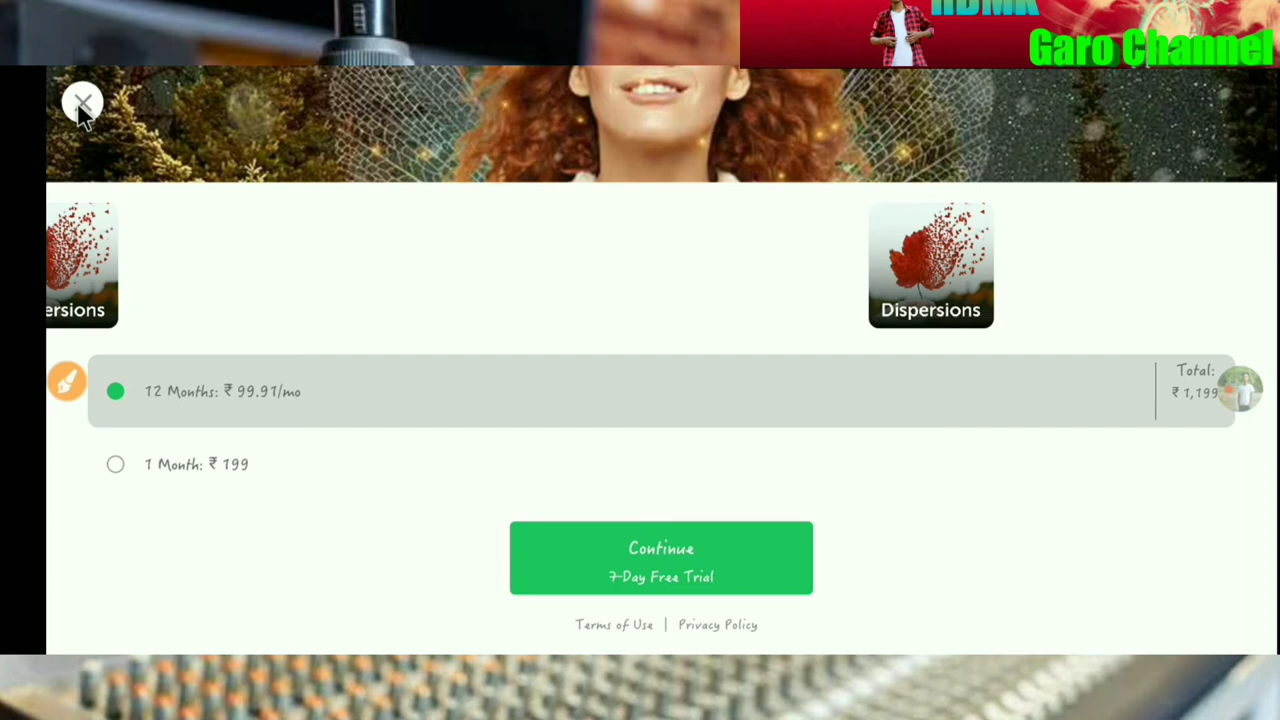 Garo Channel
ersions
Dispersions
12 Months: ₹ 99.91/mo
Total:
₹ 1,199
1 Month: ₹ 199
Continue
7-Day Free Trial
Terms of Use | Privacy Policy